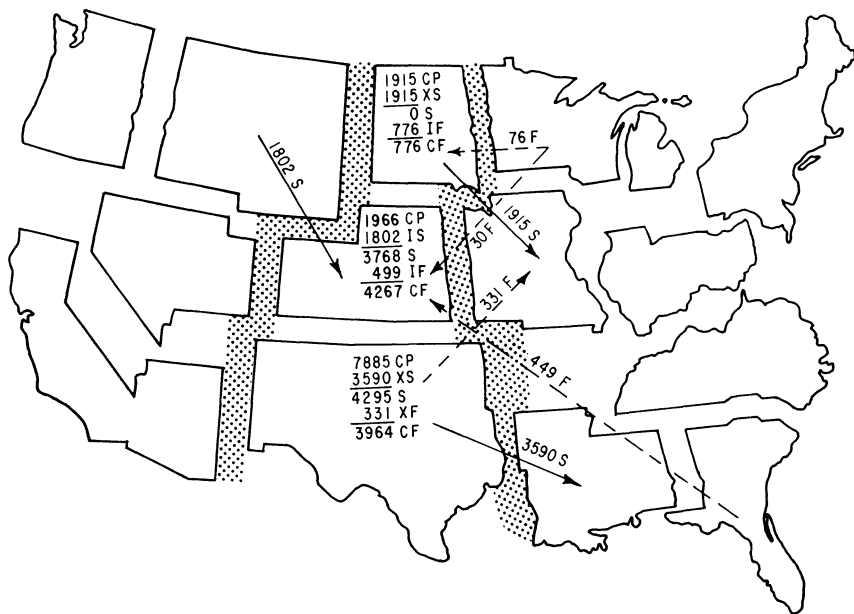 1915 CP
1915 XS
0 S
776 IF
776 CF
76 F
1802 S
1915 S
30 F
1966 CP
1802 IS
3768 S
499 IF
4267 CF
331 F
7885 CP
3590 XS
4295 S
331 XF
3964 CF
449 F
3590 S